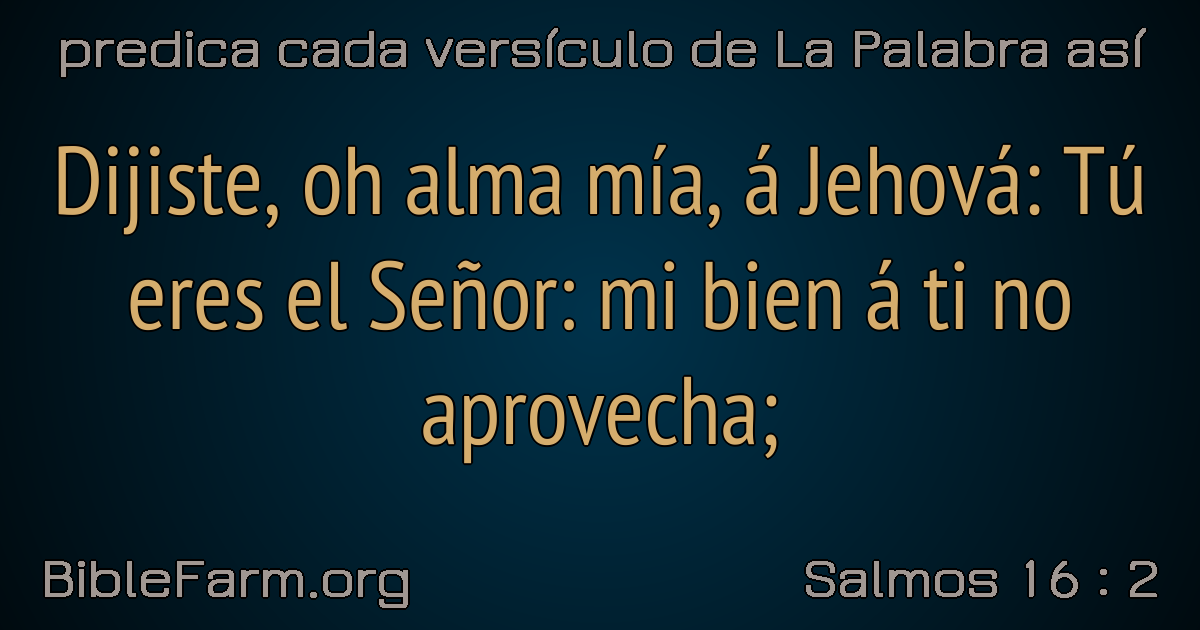 predica cada versículo de La Palabra así
Dijiste, oh alma mía, á Jehová: Tú
eres el Señor: mi bien á ti no
aprovecha;
BibleFarm.org
Salmos 16 : 2